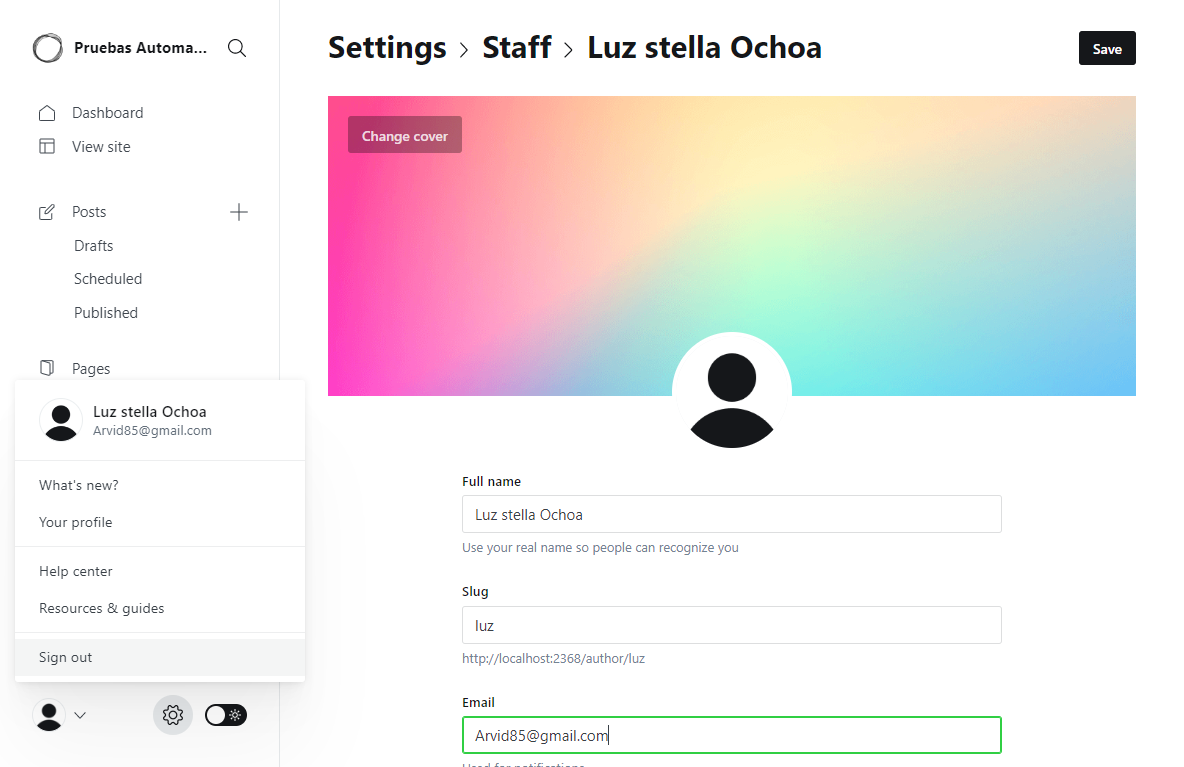 Pruebas Automa...
Dashboard
View site
Posts
Drafts
Scheduled
Published
Pages
Luz stella Ochoa
Arvid85@gmail.com
What's new?
Your profile
Help center
Resources & guides
Sign out
Settings > Staff > Luz stella Ochoa
Save
Change cover
Full name
Luz stella Ochoa
Use your real name so people can recognize you
Slug
luz
http://localhost:2368/author/luz
Email
Arvid85@gmail.com
Used for notifications